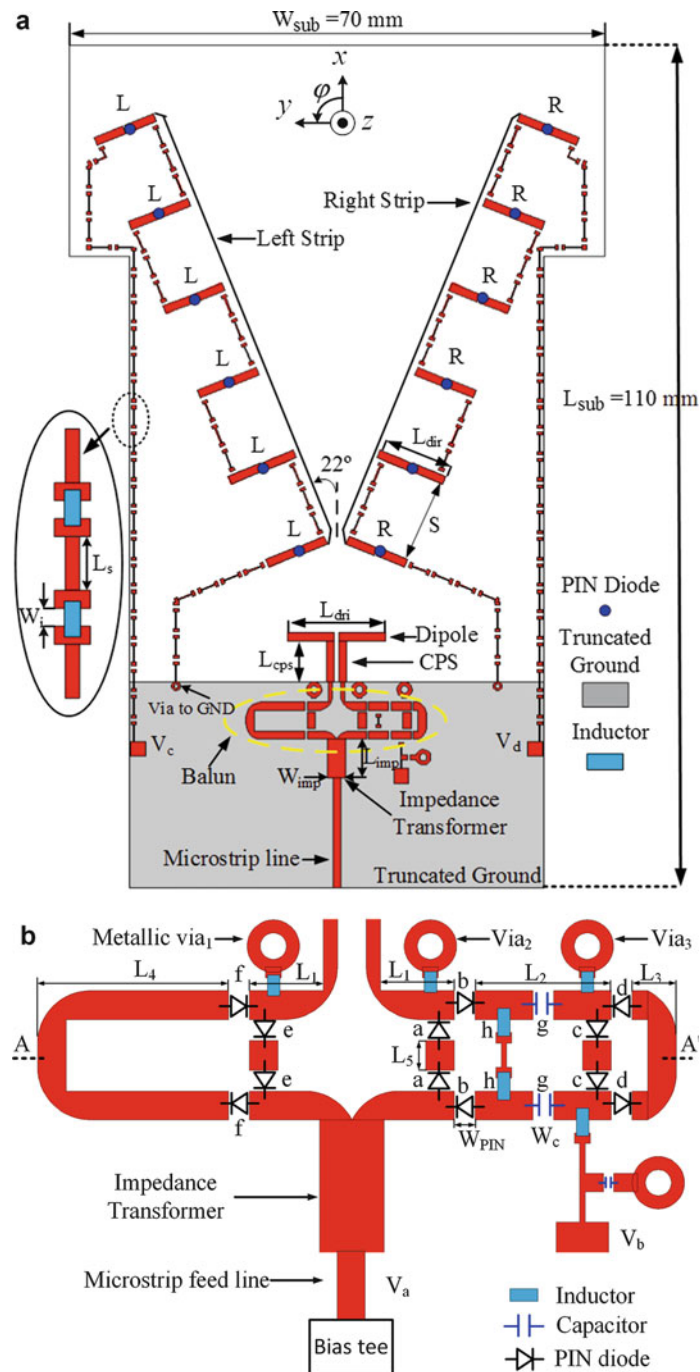 a
W_sub =70 mm
x
φ
y
z
L
R
L
R
Right Strip
Left Strip
L
R
L
R
L_sub =110 mm
L_dir
L
22°
S
L
R
L_s
W_i
PIN Diode
L_dri
Dipole
Truncated
Ground
L_cps
CPS
Via to GND
Inductor
V_c
V_d
Balun
L_imp
W_imp
Impedance
Transformer
Microstrip line
Truncated Ground
b
Metallic via_1
Via_2
Via_3
L_4
f
L_1
L_1
b
L_2
d
L_3
A
e
a
h
g
c
A'
L_5
e
a
h
g
c
f
b
d
W_PIN
W_c
Impedance
Transformer
V_b
Microstrip feed line
V_a
Inductor
Capacitor
Bias tee
PIN diode